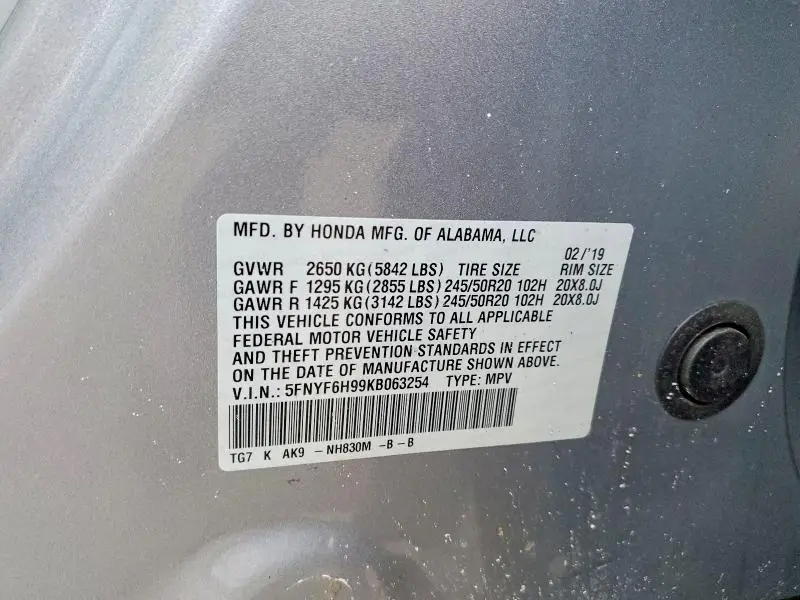 MFD. BY HONDA MFG. OF ALABAMA, LLC
02/'19
GVWR 2650 KG (5842 LBS) TIRE SIZE RIM SIZE
GAWR F 1295 KG (2855 LBS) 245/50R20 102H 20X8.0J
GAWR R 1425 KG (3142 LBS) 245/50R20 102H 20X8.0J
THIS VEHICLE CONFORMS TO ALL APPLICABLE
FEDERAL MOTOR VEHICLE SAFETY
AND THEFT PREVENTION STANDARDS IN EFFECT
ON THE DATE OF MANUFACTURE SHOWN ABOVE.
V.I.N.: 5FNYF6H99KB063254 TYPE: MPV
TG7 K AK9 -NH830M -B-B